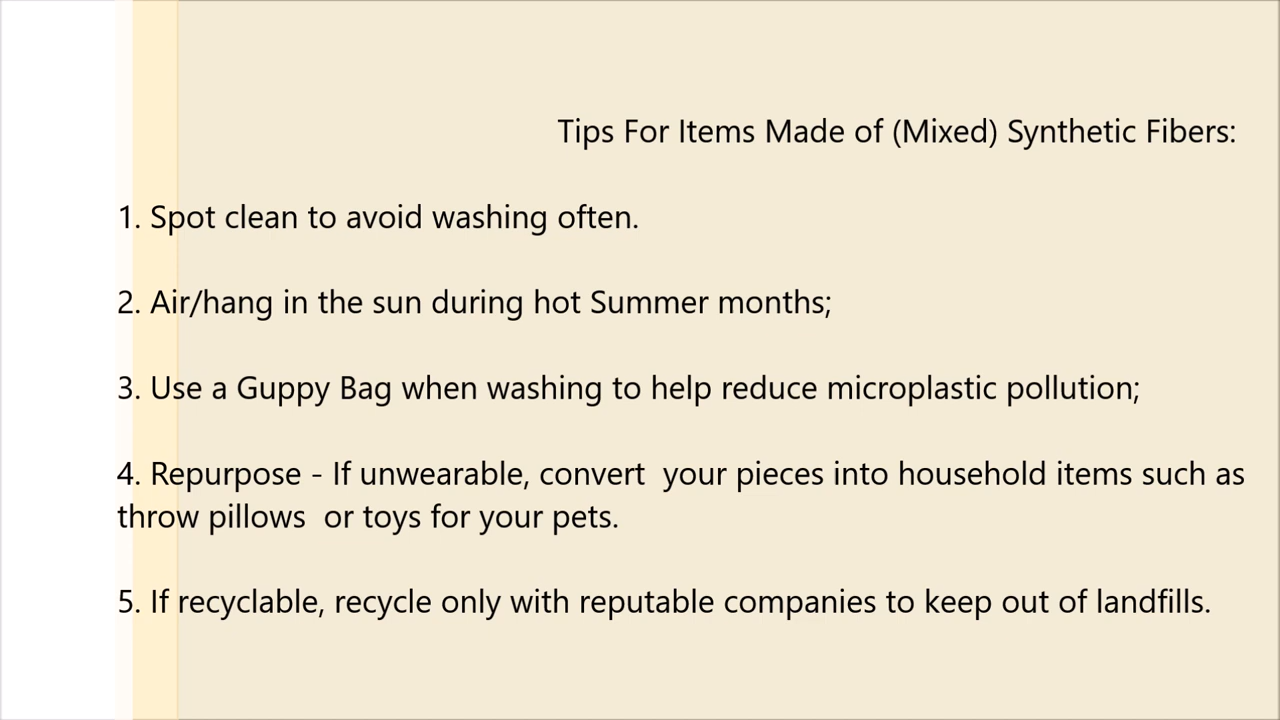 Tips For Items Made of (Mixed) Synthetic Fibers:
1. Spot clean to avoid washing often.
2. Air/hang in the sun during hot Summer months;
3. Use a Guppy Bag when washing to help reduce microplastic pollution;
4. Repurpose - If unwearable, convert  your pieces into household items such as
throw pillows  or toys for your pets.
5. If recyclable, recycle only with reputable companies to keep out of landfills.